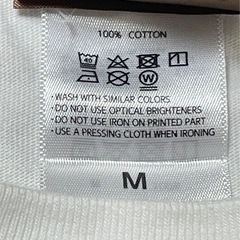 100% COTTON
40
W
• WASH WITH SIMILAR COLORS.
• DO NOT USE OPTICAL BRIGHTENERS
• DO NOT USE IRON ON PRINTED PART
• USE A PRESSING CLOTH WHEN IRONING
M